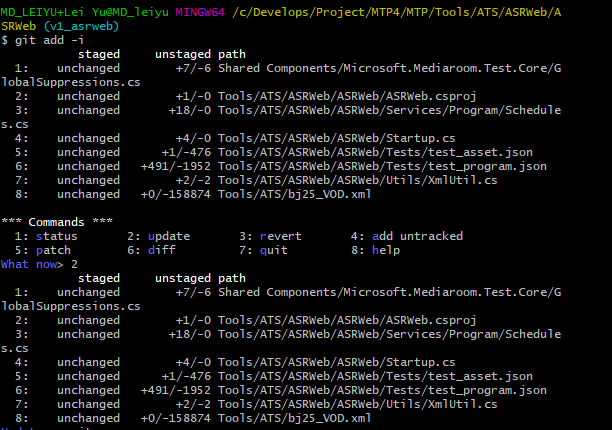 MD_LEIYU+Lei Yu@MD_leiyu MINGW64 /c/Develops/Project/MTP4/MTP/Tools/ATS/ASRWeb/A
SRWeb (v1_asrweb)
$ git add -i
staged unstaged path
1: unchanged +7/-6 Shared Components/Microsoft.Mediaroom.Test.Core/G
lobalSuppressions.cs
2: unchanged +1/-0 Tools/ATS/ASRWeb/ASRWeb/ASRWeb.csproj
3: unchanged +18/-0 Tools/ATS/ASRWeb/ASRWeb/Services/Program/Schedule
s.cs
4: unchanged +4/-0 Tools/ATS/ASRWeb/ASRWeb/Startup.cs
5: unchanged +1/-476 Tools/ATS/ASRWeb/ASRWeb/Tests/test_asset.json
6: unchanged +491/-1952 Tools/ATS/ASRWeb/ASRWeb/Tests/test_program.json
7: unchanged +2/-2 Tools/ATS/ASRWeb/ASRWeb/Utils/XmlUtil.cs
8: unchanged +0/-158874 Tools/ATS/bj25_VOD.xml
*** Commands ***
1: status 2: update 3: revert 4: add untracked
5: patch 6: diff 7: quit 8: help
What now> 2
staged unstaged path
1: unchanged +7/-6 Shared Components/Microsoft.Mediaroom.Test.Core/G
lobalSuppressions.cs
2: unchanged +1/-0 Tools/ATS/ASRWeb/ASRWeb/ASRWeb.csproj
3: unchanged +18/-0 Tools/ATS/ASRWeb/ASRWeb/Services/Program/Schedule
s.cs
4: unchanged +4/-0 Tools/ATS/ASRWeb/ASRWeb/Startup.cs
5: unchanged +1/-476 Tools/ATS/ASRWeb/ASRWeb/Tests/test_asset.json
6: unchanged +491/-1952 Tools/ATS/ASRWeb/ASRWeb/Tests/test_program.json
7: unchanged +2/-2 Tools/ATS/ASRWeb/ASRWeb/Utils/XmlUtil.cs
8: unchanged +0/-158874 Tools/ATS/bj25_VOD.xml